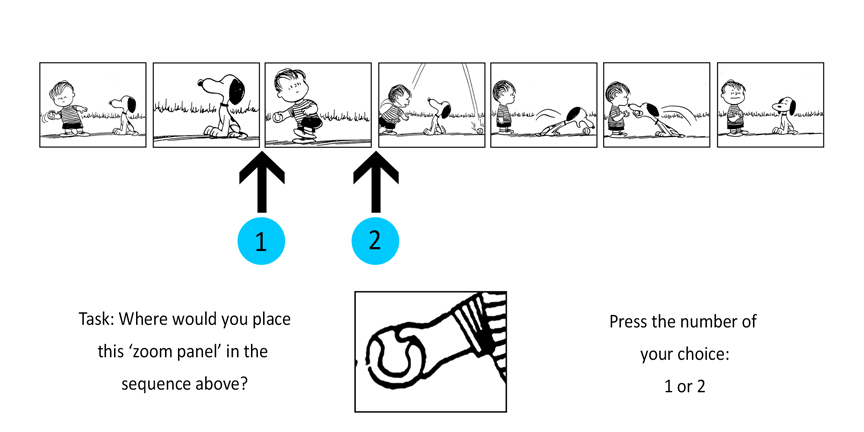 1
2
Task: Where would you place
this ‘zoom panel’ in the
sequence above?
Press the number of
your choice:
1 or 2